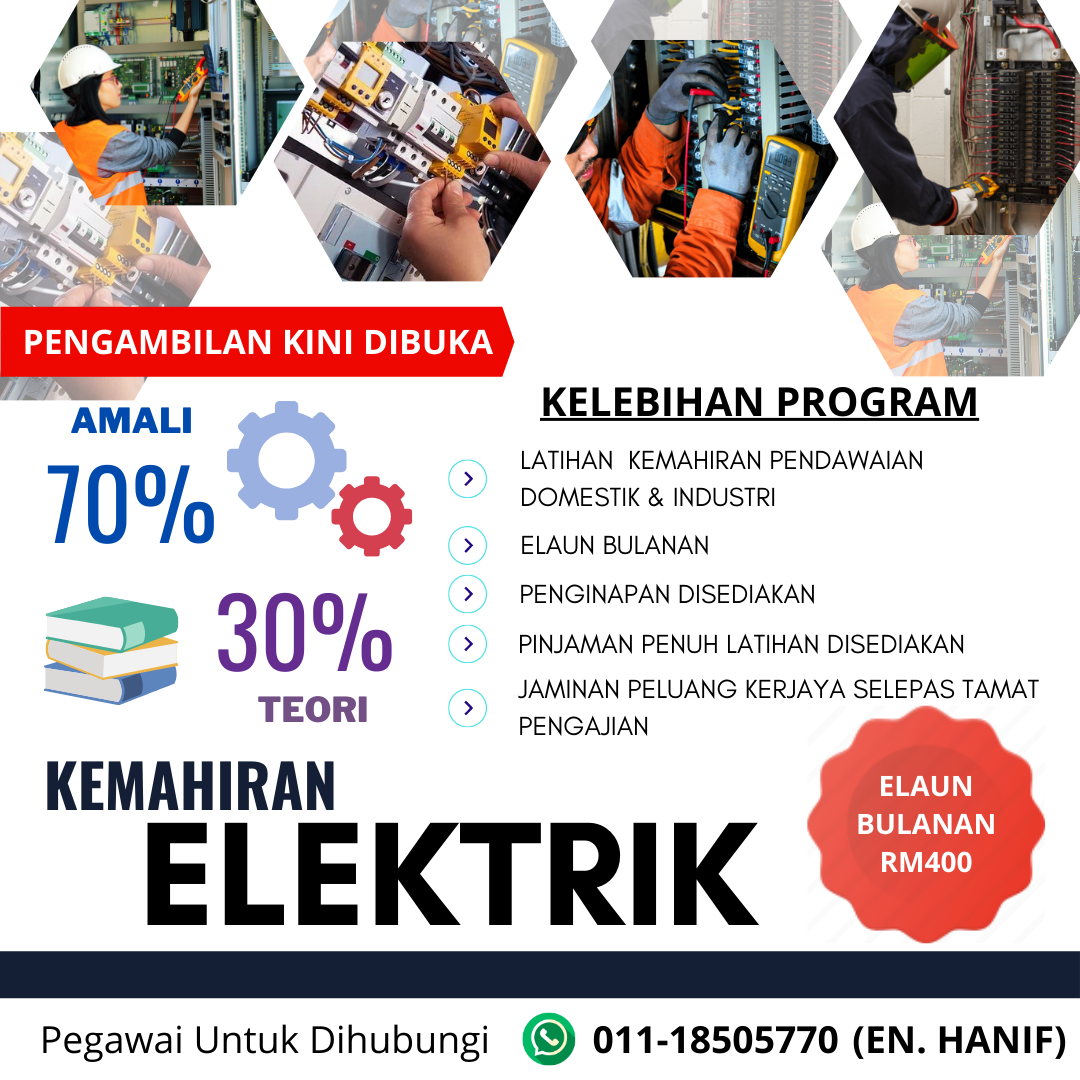 PENGAMBILAN KINI DIBUKA
AMALI
70%
30%
TEORI
KELEBIHAN PROGRAM
LATIHAN KEMAHIRAN PENDAWAIAN
DOMESTIK & INDUSTRI
ELAUN BULANAN
PENGINAPAN DISEDIAKAN
PINJAMAN PENUH LATIHAN DISEDIAKAN
JAMINAN PELUANG KERJAYA SELEPAS TAMAT
PENGAJIAN
KEMAHIRAN
ELEKTRIK
ELAUN
BULANAN
RM400
Pegawai Untuk Dihubungi
011-18505770 (EN. HANIF)